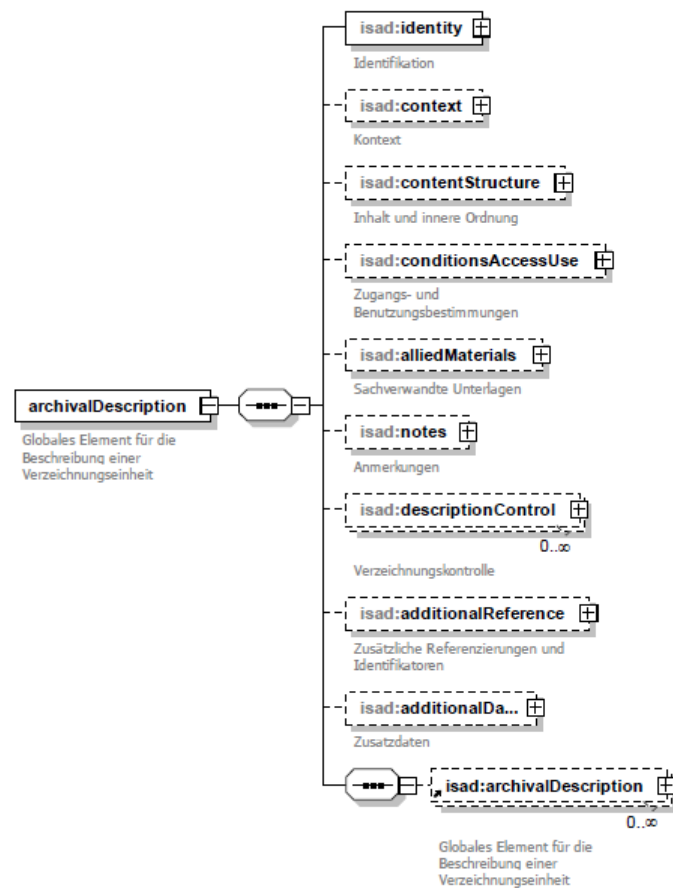 isad:identity
Identifikation
isad:context
Kontext
isad:contentStructure
Inhalt und innere Ordnung
isad:conditionsAccessUse
Zugangs- und
Benutzungsbestimmungen
isad:alliedMaterials
Sachverwandte Unterlagen
archivalDescription
Globales Element für die
Beschreibung einer
Verzeichnungseinheit
isad:notes
Anmerkungen
isad:descriptionControl
0..∞
Verzeichnungskontrolle
isad:additionalReference
Zusätzliche Referenzierungen und
Identifikatoren
isad:additionalDa...
Zusatzdaten
isad:archivalDescription
0..∞
Globales Element für die
Beschreibung einer
Verzeichnungseinheit